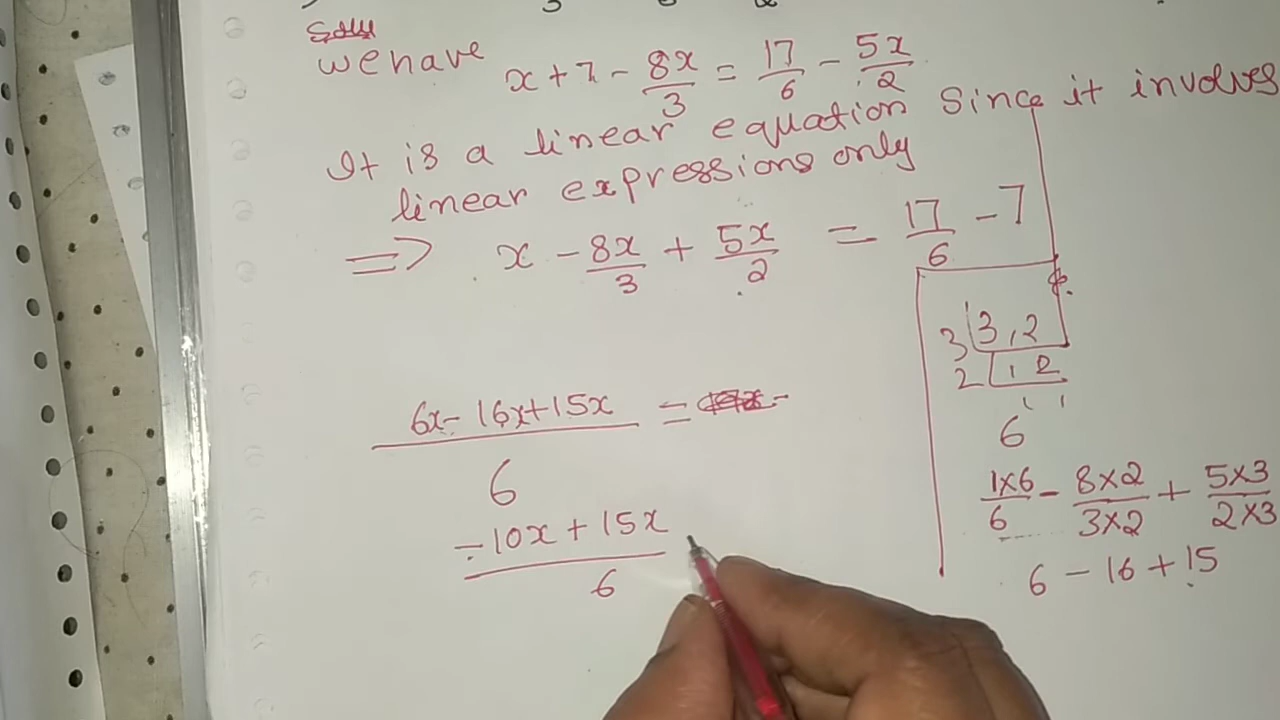 Soln
we have x + 7 - 8x/3 = 17/6 - 5x/2
It is a linear equation since it involves
linear expressions only
=> x - 8x/3 + 5x/2 = 17/6 - 7
3 | 3, 2
2 | 1 2
1 1
6
6x - 16x + 15x / 6 =
1×6/6 - 8×2/3×2 + 5×3/2×3
-10x + 15x / 6
6 - 16 + 15